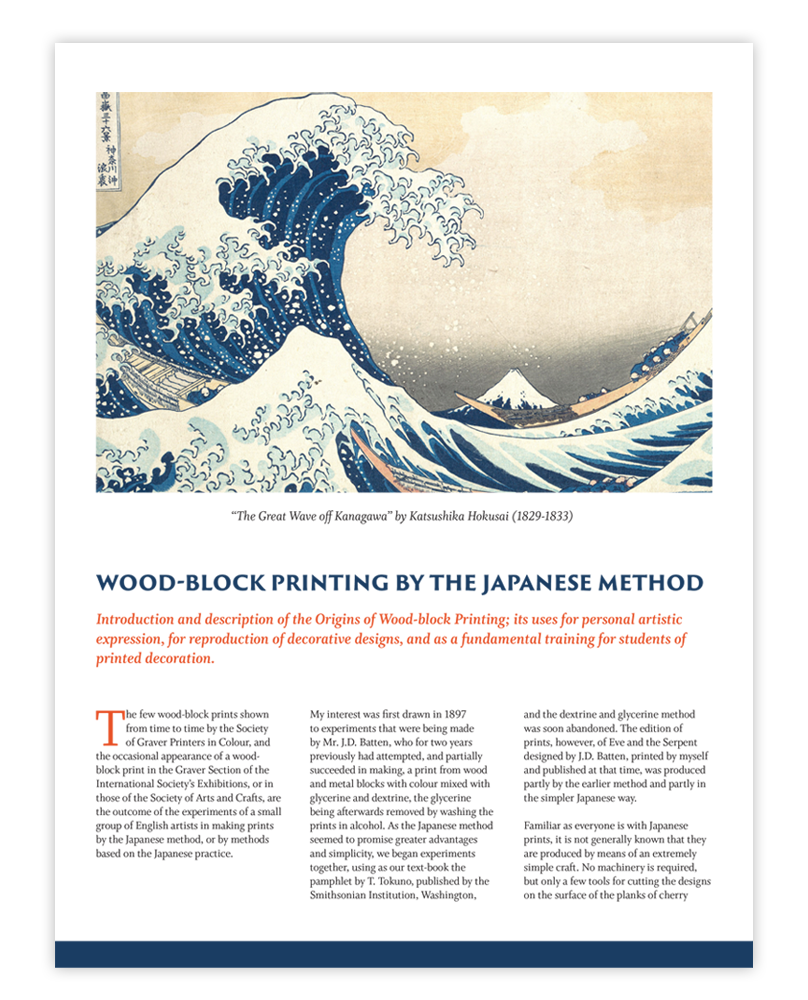 嶽三十六景
神奈川沖
浪裏
“The Great Wave off Kanagawa” by Katsushika Hokusai (1829-1833)
WOOD-BLOCK PRINTING BY THE JAPANESE METHOD
Introduction and description of the Origins of Wood-block Printing; its uses for personal artistic
expression, for reproduction of decorative designs, and as a fundamental training for students of
printed decoration.
The few wood-block prints shown
from time to time by the Society
of Graver Printers in Colour, and
the occasional appearance of a wood-
block print in the Graver Section of the
International Society’s Exhibitions, or in
those of the Society of Arts and Crafts, are
the outcome of the experiments of a small
group of English artists in making prints
by the Japanese method, or by methods
based on the Japanese practice.
My interest was first drawn in 1897
to experiments that were being made
by Mr. J.D. Batten, who for two years
previously had attempted, and partially
succeeded in making, a print from wood
and metal blocks with colour mixed with
glycerine and dextrine, the glycerine
being afterwards removed by washing the
prints in alcohol. As the Japanese method
seemed to promise greater advantages
and simplicity, we began experiments
together, using as our text-book the
pamphlet by T. Tokuno, published by the
Smithsonian Institution, Washington,
and the dextrine and glycerine method
was soon abandoned. The edition of
prints, however, of Eve and the Serpent
designed by J.D. Batten, printed by myself
and published at that time, was produced
partly by the earlier method and partly in
the simpler Japanese way.
Familiar as everyone is with Japanese
prints, it is not generally known that they
are produced by means of an extremely
simple craft. No machinery is required,
but only a few tools for cutting the designs
on the surface of the planks of cherry